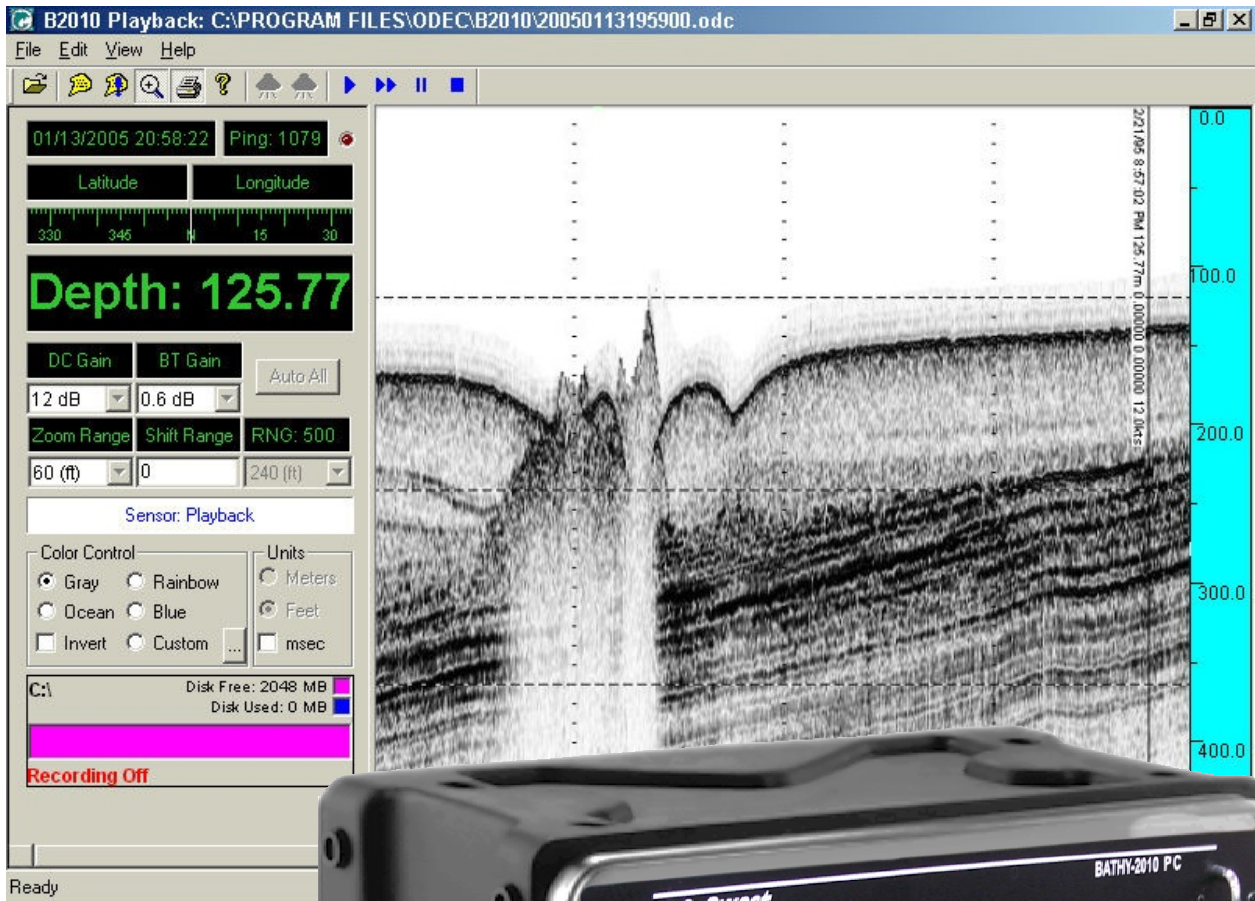 B2010 Playback: C:\PROGRAM FILES\ODEC\B2010\20050113195900.odc
File Edit View Help
01/13/2005 20:58:22 Ping: 1079
Latitude Longitude
330 345 N 15 30
Depth: 125.77
DC Gain BT Gain Auto All
12 dB 0.6 dB
Zoom Range Shift Range RNG: 500
60 (ft) 0 240 (ft)
Sensor: Playback
Color Control Units
Gray Rainbow Meters
Ocean Blue Feet
Invert Custom ... msec
C:\ Disk Free: 2048 MB
Disk Used: 0 MB
Recording Off
Ready
2/21/95 8:57:02 PM 125.77m 0.00000 0.00000 12.0kts
0.0
100.0
200.0
300.0
400.0
BATHY-2010 PC